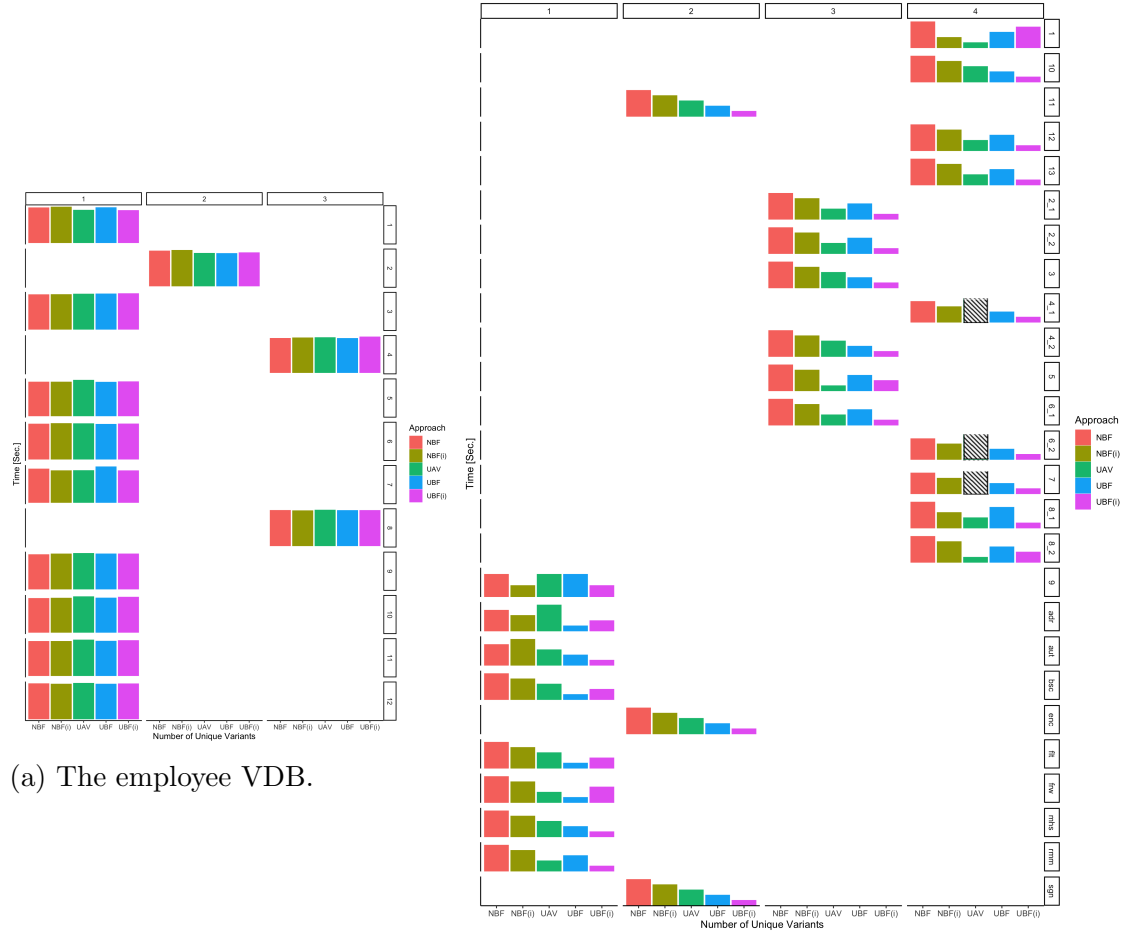 1
2
3
4
1
10
11
12
13
2_1
2_2
3
4_1
4_2
5
6_1
6_2
7
8_1
8_2
9
adr
aut
bsc
enc
flt
frw
mhs
rmm
sgn
Time [Sec.]
NBF NBF(i) UAV UBF UBF(i) NBF NBF(i) UAV UBF UBF(i) NBF NBF(i) UAV UBF UBF(i) NBF NBF(i) UAV UBF UBF(i)
Number of Unique Variants
Approach
NBF
NBF(i)
UAV
UBF
UBF(i)
1
2
3
1
2
3
4
5
6
7
8
9
10
11
12
Time [Sec.]
NBF NBF(i) UAV UBF UBF(i) NBF NBF(i) UAV UBF UBF(i) NBF NBF(i) UAV UBF UBF(i)
Number of Unique Variants
Approach
NBF
NBF(i)
UAV
UBF
UBF(i)
(a) The employee VDB.